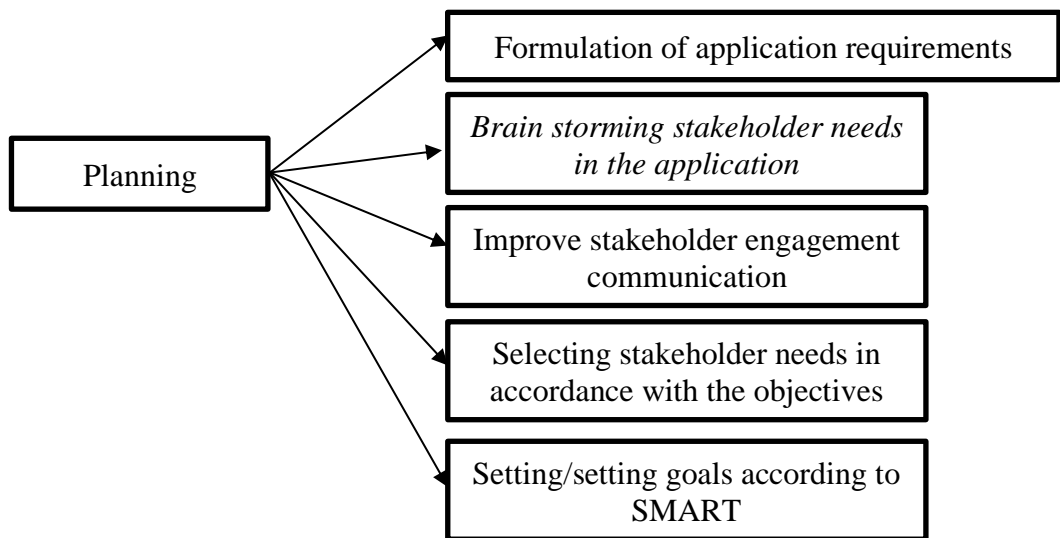 Formulation of application requirements
Brain storming stakeholder needs
in the application
Planning
Improve stakeholder engagement
communication
Selecting stakeholder needs in
accordance with the objectives
Setting/setting goals according to
SMART